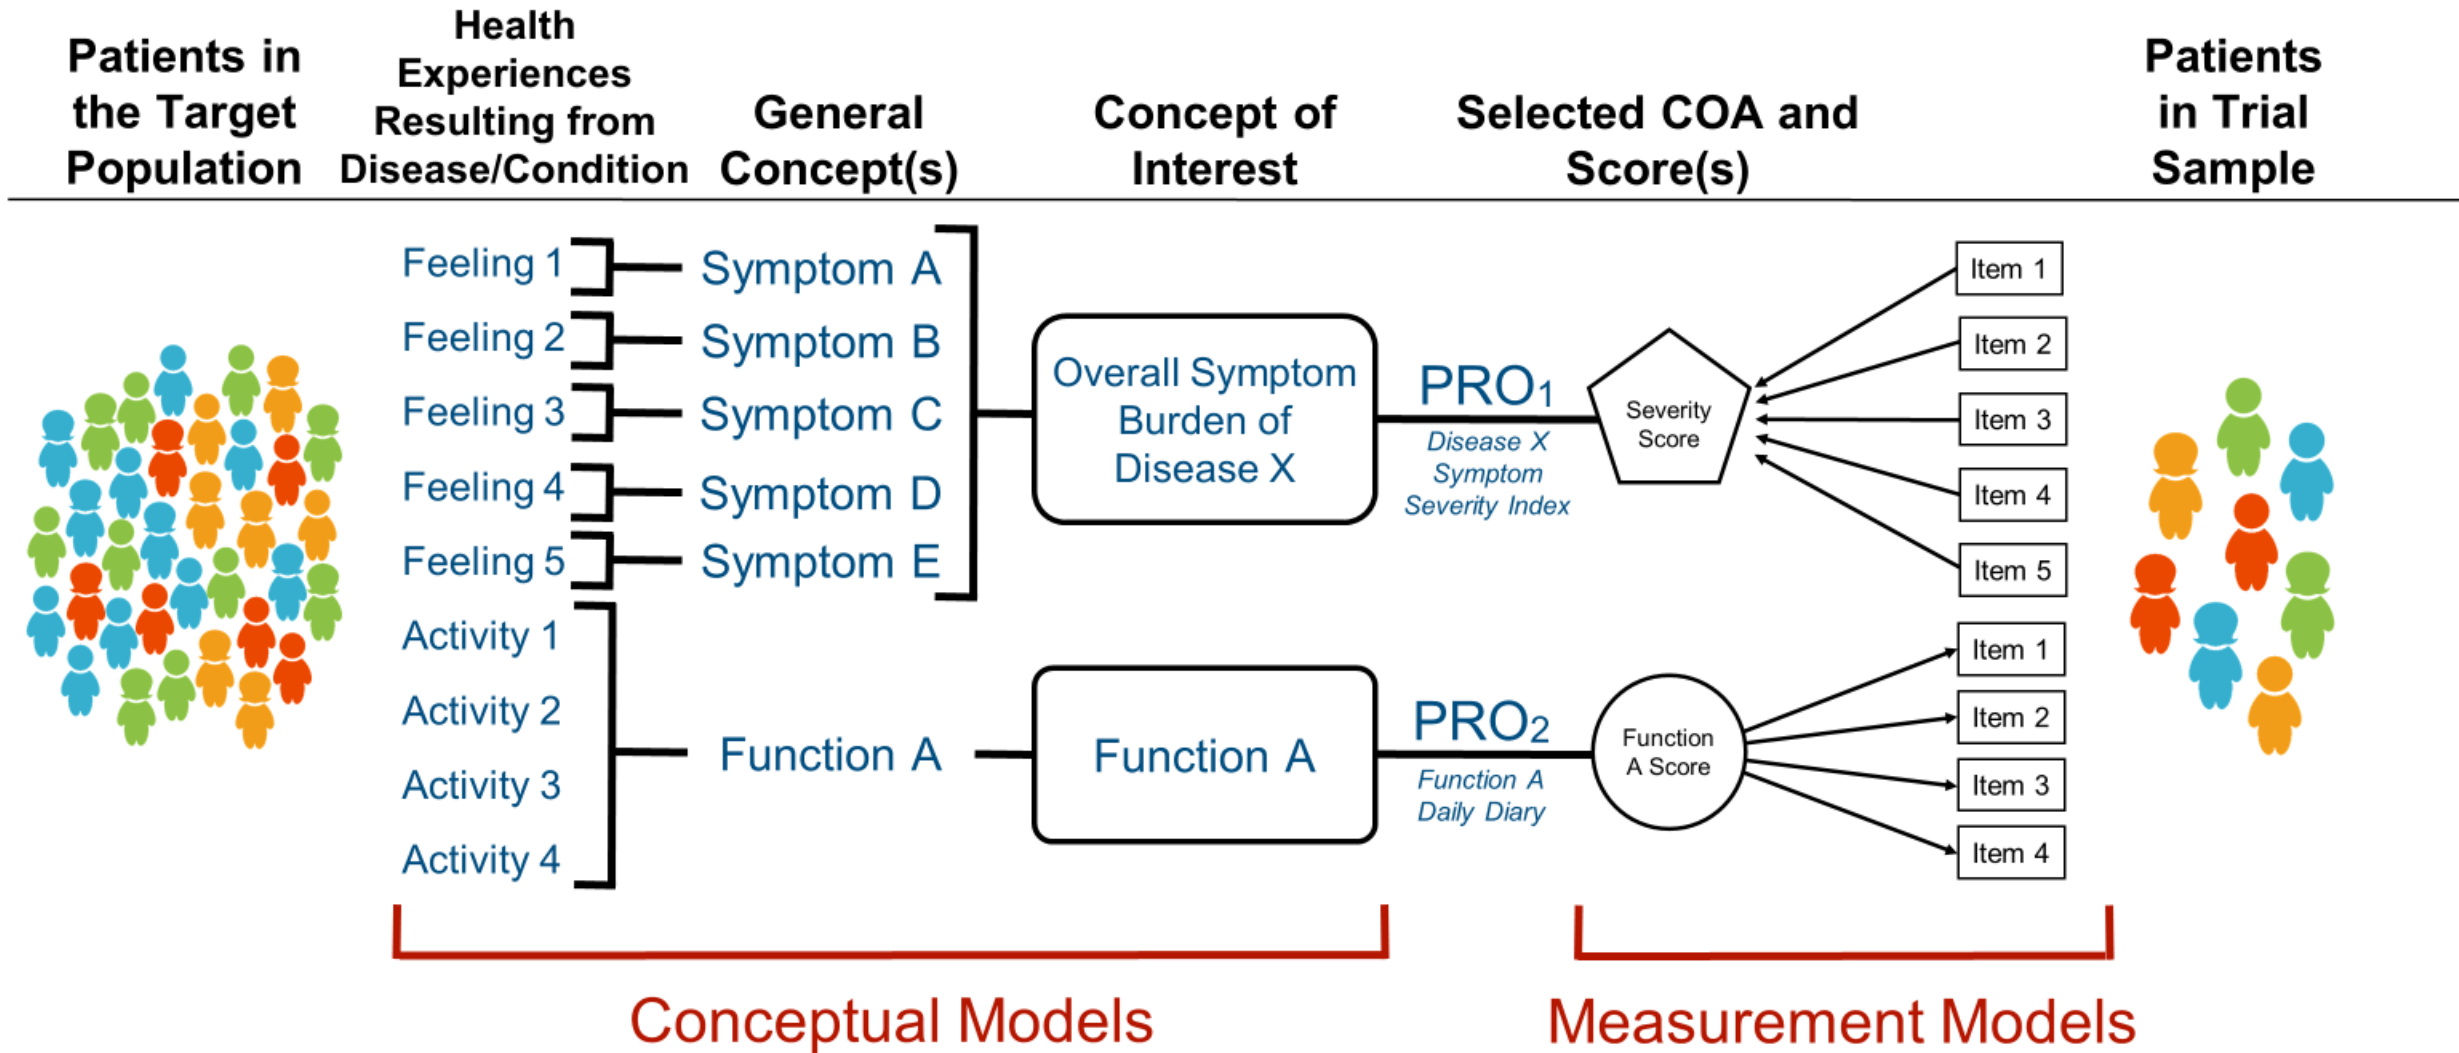 Patients in
the Target
Population
Health
Experiences
Resulting from
Disease/Condition
General
Concept(s)
Concept of
Interest
Selected COA and
Score(s)
Patients
in Trial
Sample
Feeling 1
Feeling 2
Feeling 3
Feeling 4
Feeling 5
Activity 1
Activity 2
Activity 3
Activity 4
Symptom A
Symptom B
Symptom C
Symptom D
Symptom E
Function A
Overall Symptom
Burden of
Disease X
Function A
PRO1
Disease X
Symptom
Severity Index
PRO2
Function A
Daily Diary
Severity
Score
Function
A Score
Item 1
Item 2
Item 3
Item 4
Item 5
Item 1
Item 2
Item 3
Item 4
Conceptual Models
Measurement Models